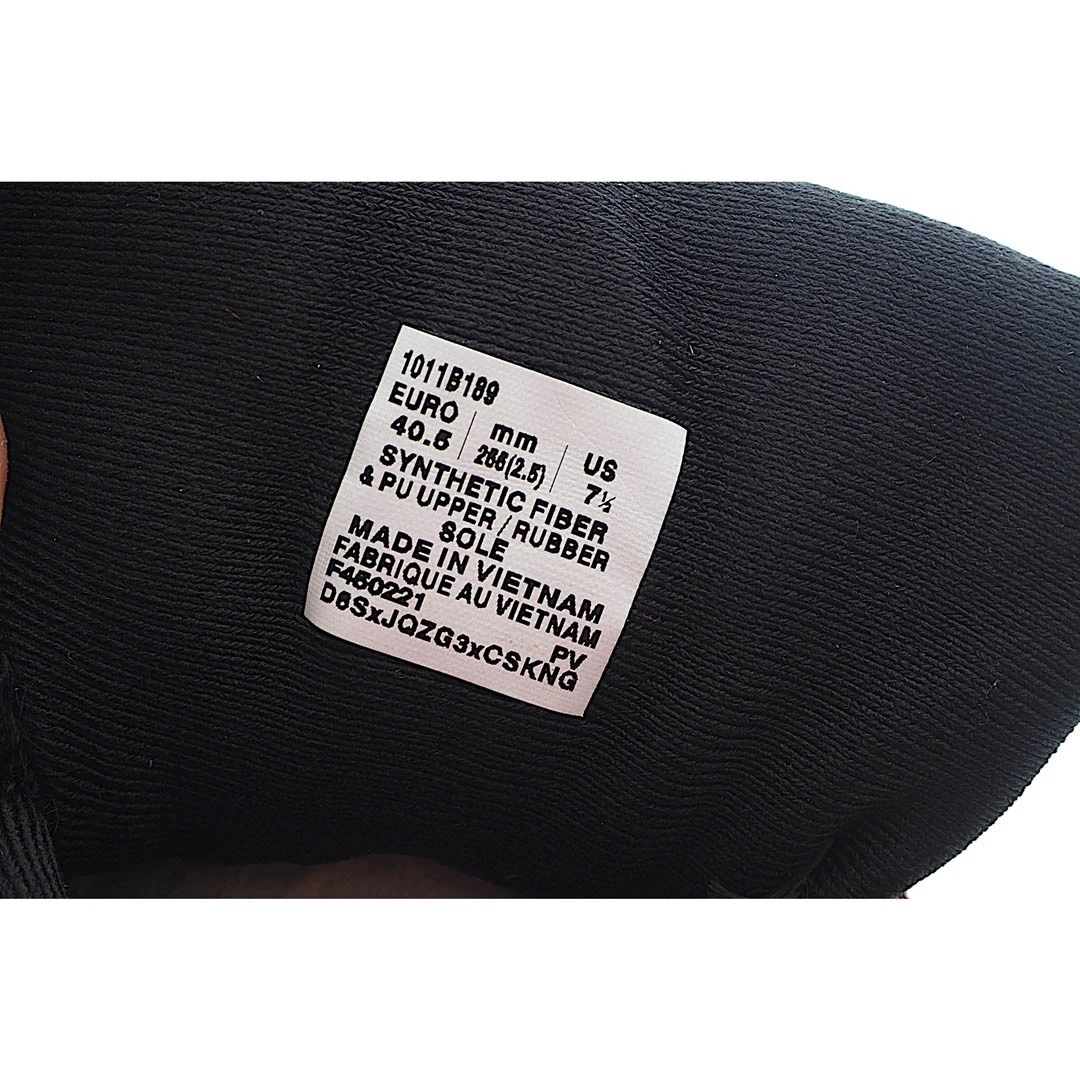 1011B189
EURO mm US
40.5 255(2.5) 7½
SYNTHETIC FIBER
& PU UPPER / RUBBER
SOLE
MADE IN VIETNAM
FABRIQUE AU VIETNAM
F450221 PV
D6SxJQZG3xCSKNG